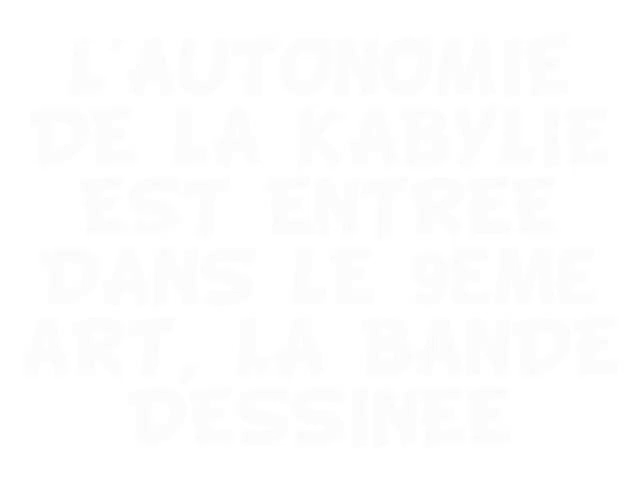 L'AUTONOMIE
DE LA KABYLIE
EST ENTREE
DANS LE 9EME
ART, LA BANDE
DESSINEE